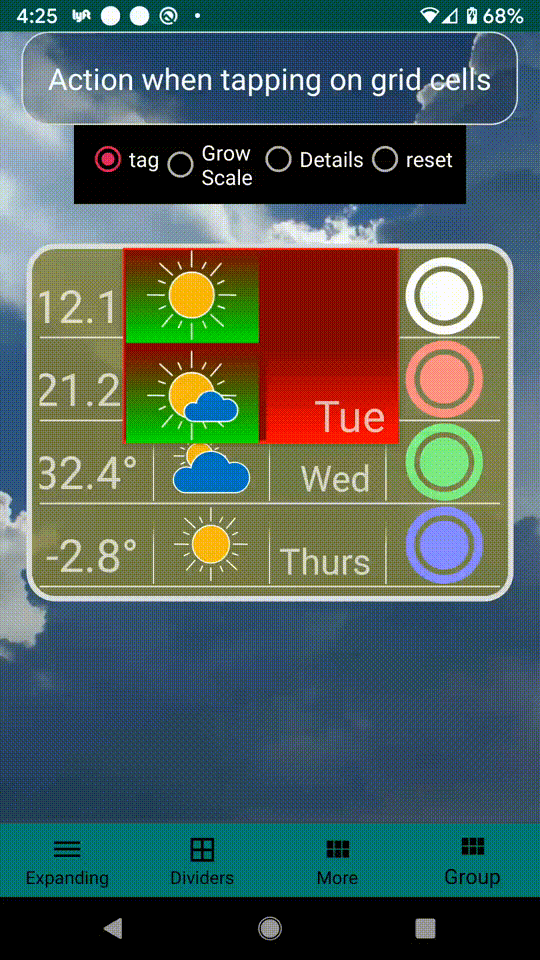 4:25 lyft 68%
Action when tapping on grid cells
tag Grow Scale Details reset
12.1
21.2 Tue
32.4° Wed
-2.8° Thurs
Expanding Dividers More Group